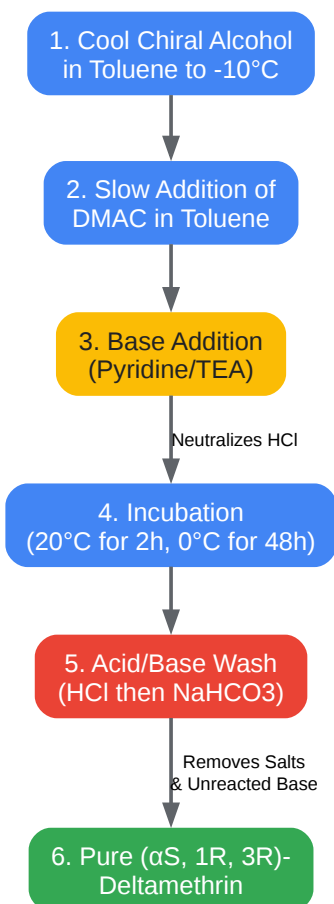 1. Cool Chiral Alcohol
in Toluene to -10°C
2. Slow Addition of
DMAC in Toluene
3. Base Addition
(Pyridine/TEA)
Neutralizes HCl
4. Incubation
(20°C for 2h, 0°C for 48h)
5. Acid/Base Wash
(HCl then NaHCO3)
Removes Salts
& Unreacted Base
6. Pure (αS, 1R, 3R)-
Deltamethrin